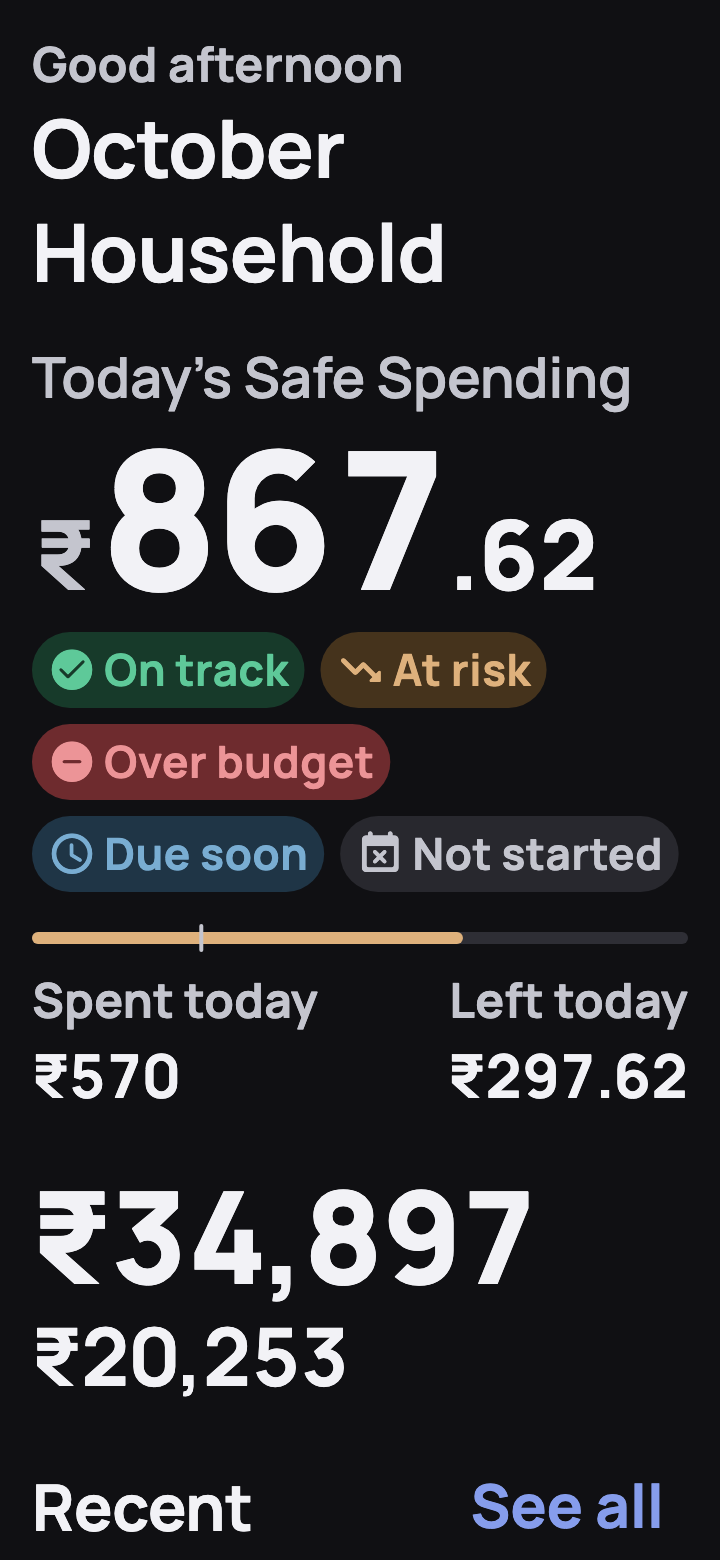 Good afternoon
October
Household
Today’s Safe Spending
₹867.62
On track At risk
Over budget
Due soon Not started
Spent today Left today
₹570 ₹297.62
₹34,897
₹20,253
Recent See all